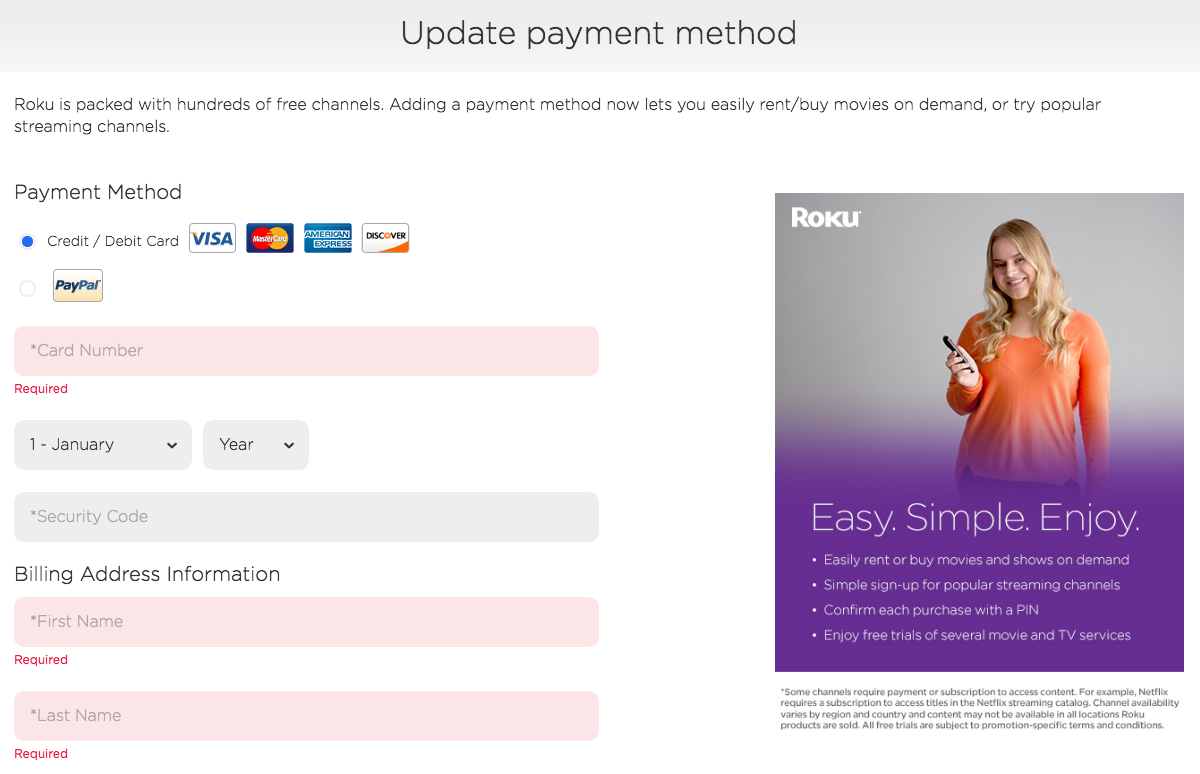 Update payment method
Roku is packed with hundreds of free channels. Adding a payment method now lets you easily rent/buy movies on demand, or try popular
streaming channels.
Payment Method
Credit / Debit Card VISA MasterCard AMERICAN EXPRESS DISCOVER
PayPal
*Card Number
Required
1 - January
Year
*Security Code
Billing Address Information
*First Name
Required
*Last Name
Required
ROKU
Easy. Simple. Enjoy.
• Easily rent or buy movies and shows on demand
• Simple sign-up for popular streaming channels
• Confirm each purchase with a PIN
• Enjoy free trials of several movie and TV services
*Some channels require payment or subscription to access content. For example, Netflix
requires a subscription to access titles in the Netflix streaming catalog. Channel availability
varies by region and country and content may not be available in all locations Roku
products are sold. All free trials are subject to promotion-specific terms and conditions.